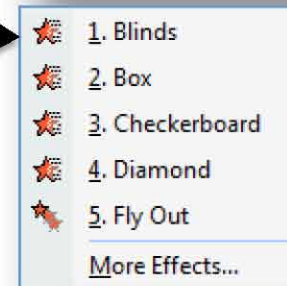 1. Blinds
2. Box
3. Checkerboard
4. Diamond
5. Fly Out
More Effects...